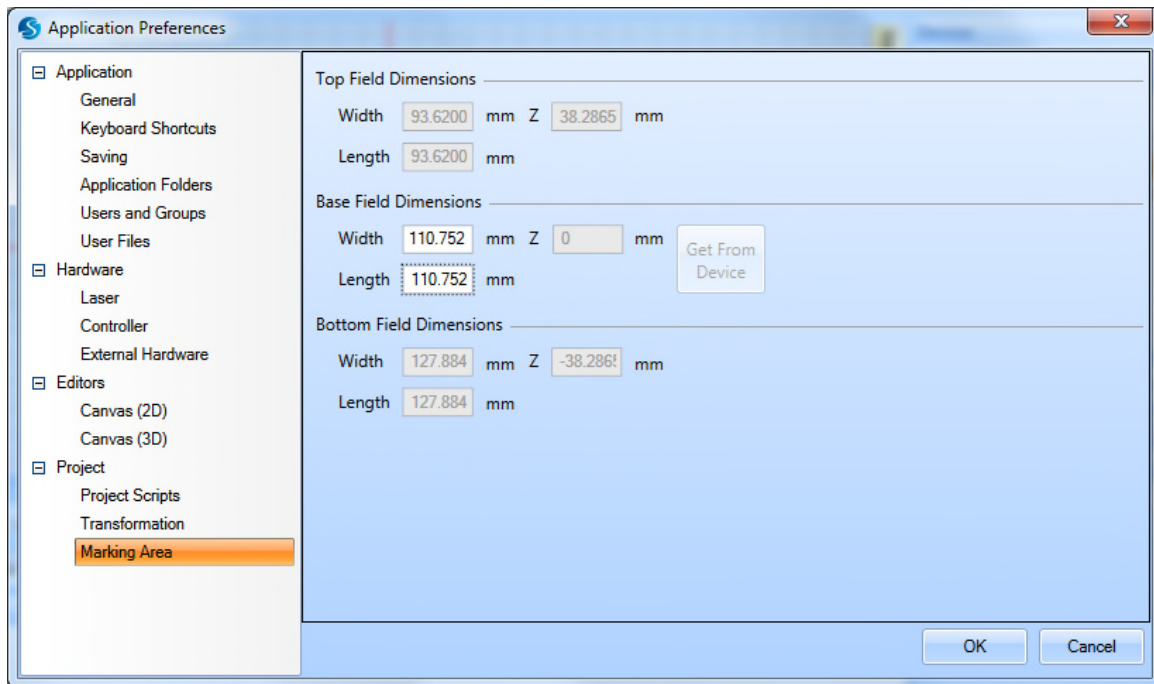 Application Preferences
Application
General
Keyboard Shortcuts
Saving
Application Folders
Users and Groups
User Files
Hardware
Laser
Controller
External Hardware
Editors
Canvas (2D)
Canvas (3D)
Project
Project Scripts
Transformation
Marking Area
Top Field Dimensions
Width 93.6200 mm Z 38.2865 mm
Length 93.6200 mm
Base Field Dimensions
Width 110.752 mm Z 0 mm
Get From
Device
Length 110.752 mm
Bottom Field Dimensions
Width 127.884 mm Z -38.286 mm
Length 127.884 mm
OK Cancel